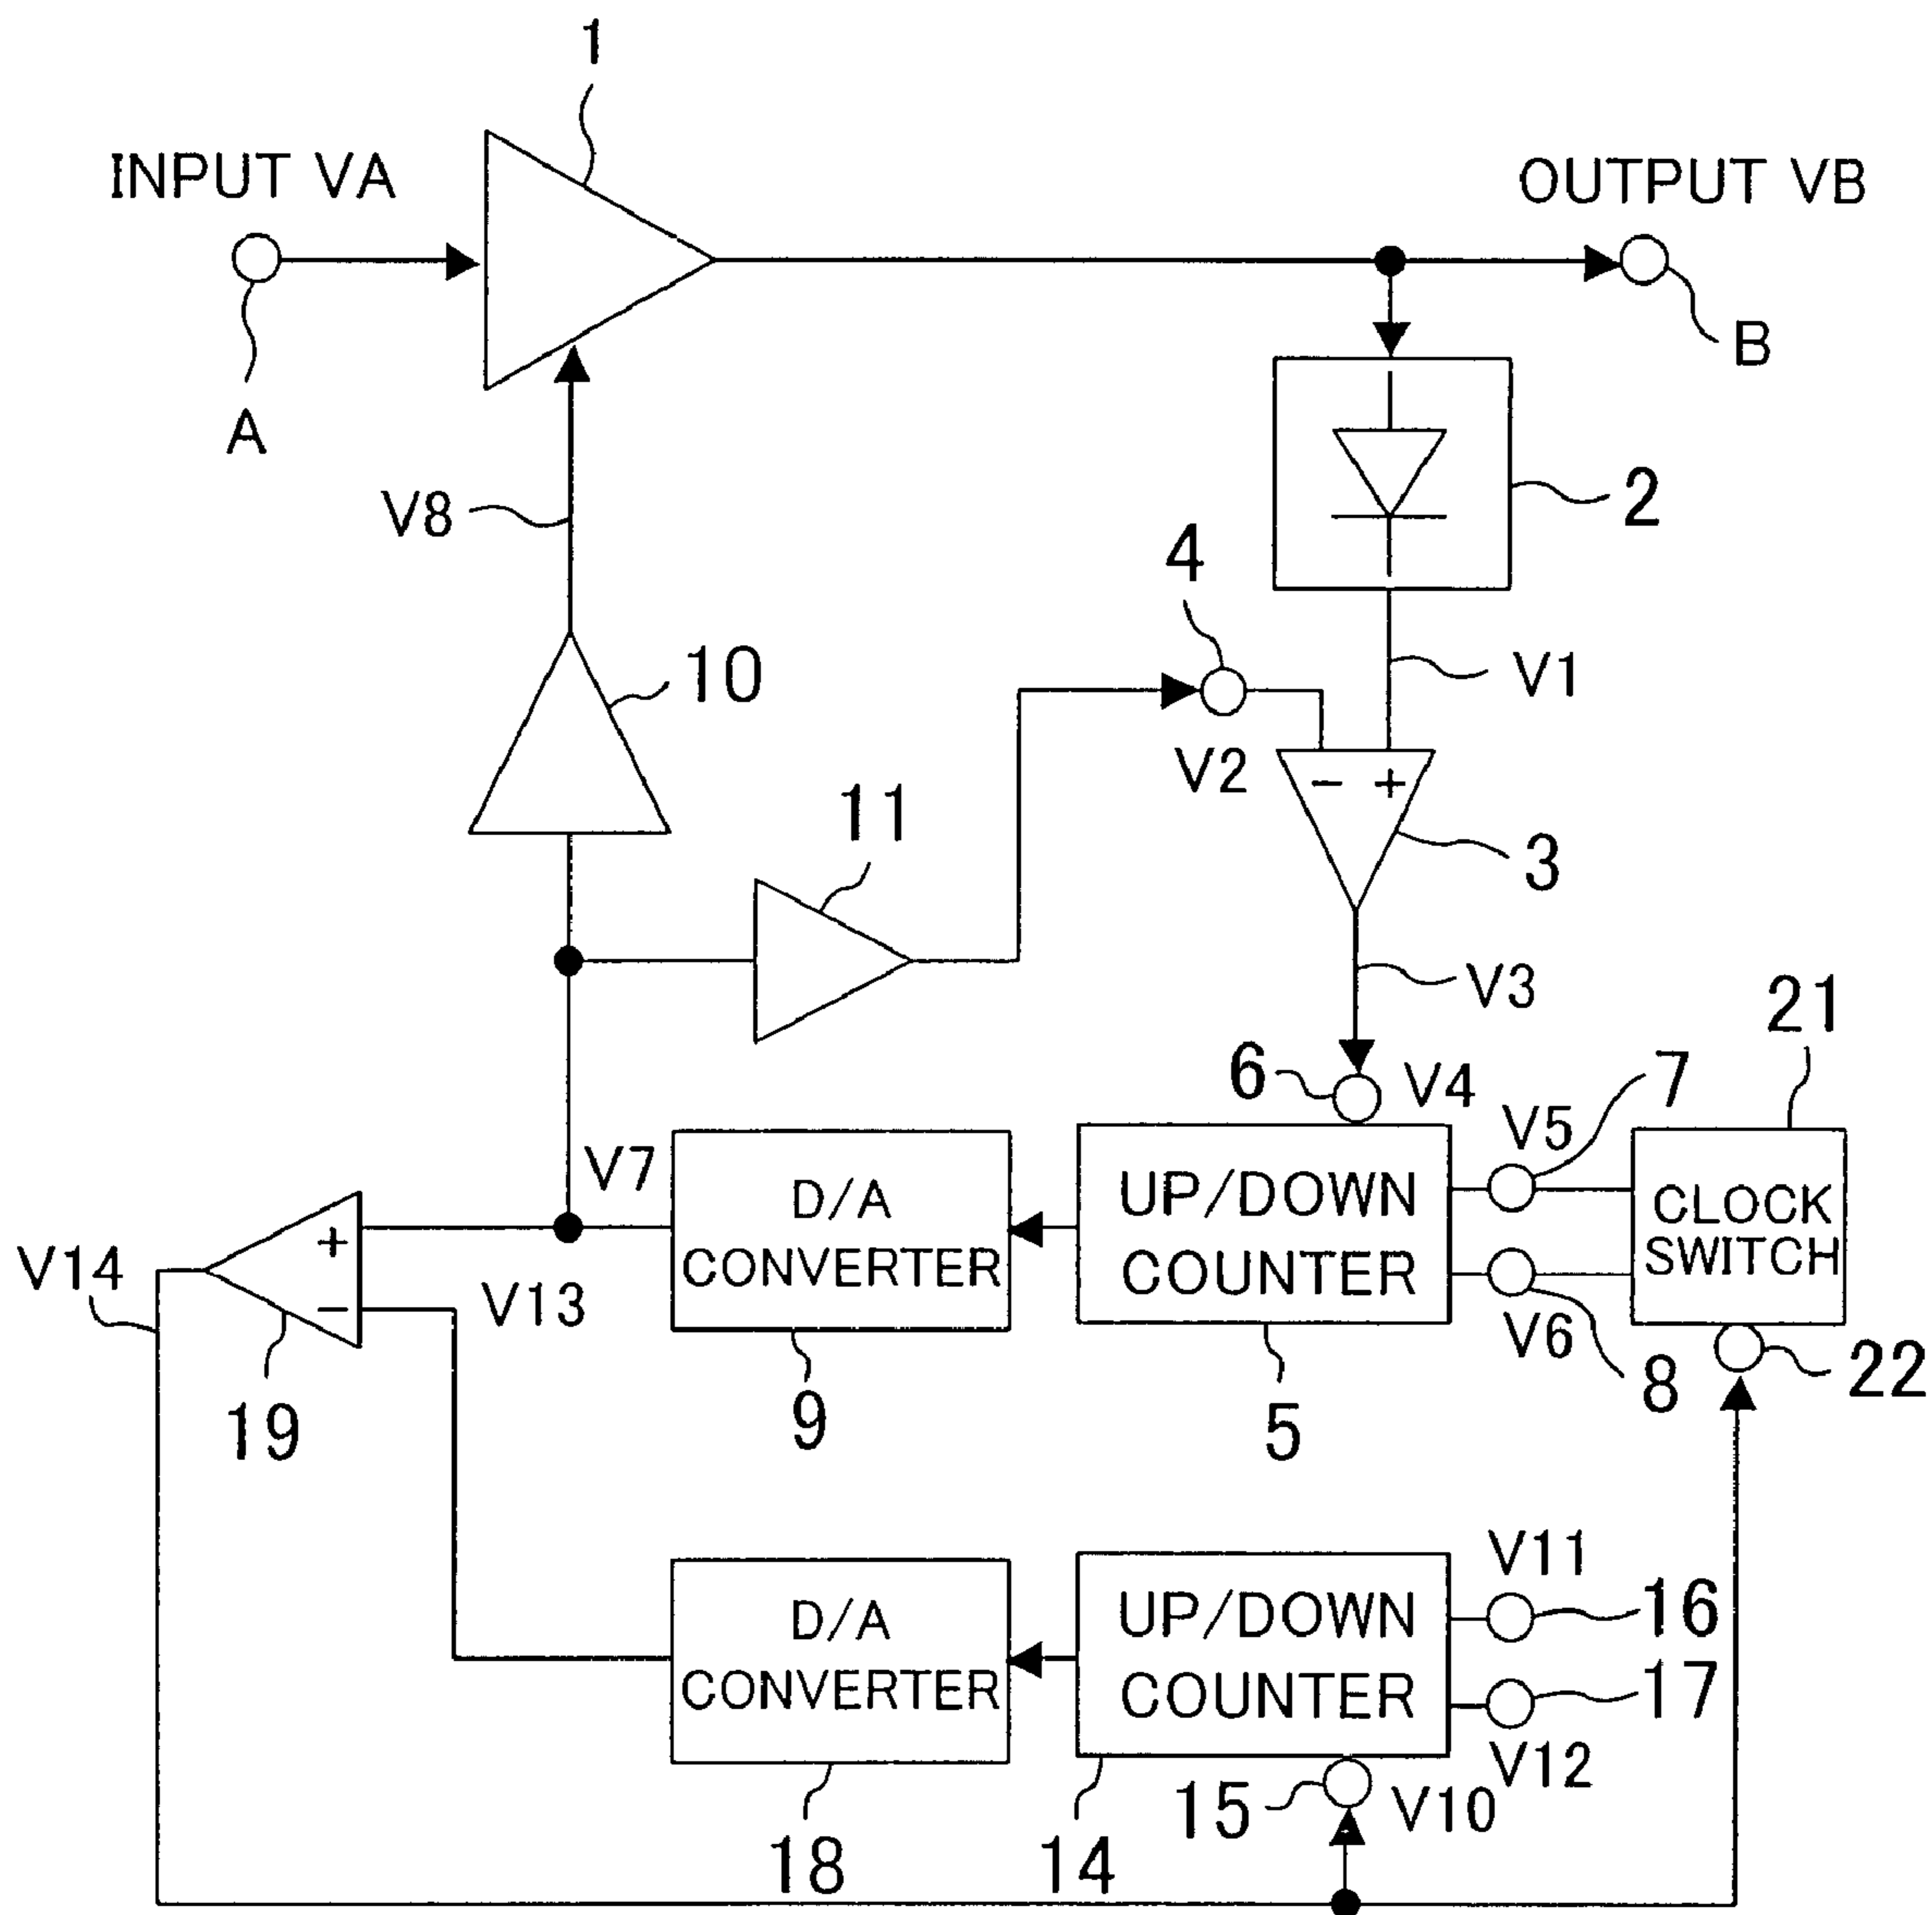 1
INPUT VA
OUTPUT VB
A
B
V8
2
4
10
V1
V2
- +
11
3
V3
21
6
V4
7
V5
V7
D/A
CONVERTER
UP/DOWN
COUNTER
CLOCK
SWITCH
+
V14
V13
-
V6
8
22
19
9
5
V11
D/A
CONVERTER
UP/DOWN
COUNTER
16
17
V12
15
V10
18
14